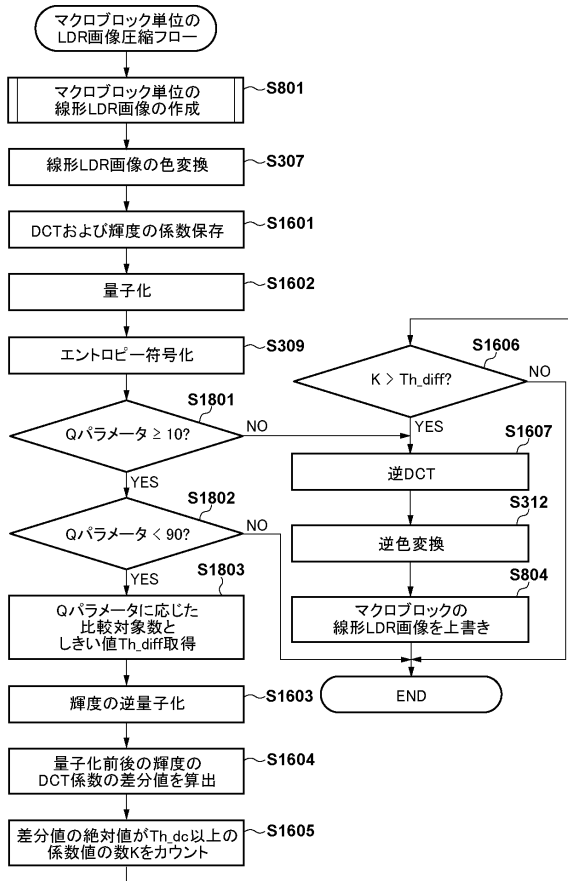 マクロブロック単位の
LDR画像圧縮フロー
マクロブロック単位の
線形LDR画像の作成
S801
線形LDR画像の色変換
S307
DCTおよび輝度の係数保存
S1601
量子化
S1602
エントロピー符号化
S309
Qパラメータ ≥ 10?
S1801
NO
YES
Qパラメータ < 90?
S1802
NO
YES
Qパラメータに応じた
比較対象数と
しきい値Th_diff取得
S1803
輝度の逆量子化
S1603
量子化前後の輝度の
DCT係数の差分値を算出
S1604
差分値の絶対値がTh_dc以上の
係数値の数Kをカウント
S1605
K > Th_diff?
S1606
NO
YES
逆DCT
S1607
逆色変換
S312
マクロブロックの
線形LDR画像を上書き
S804
END